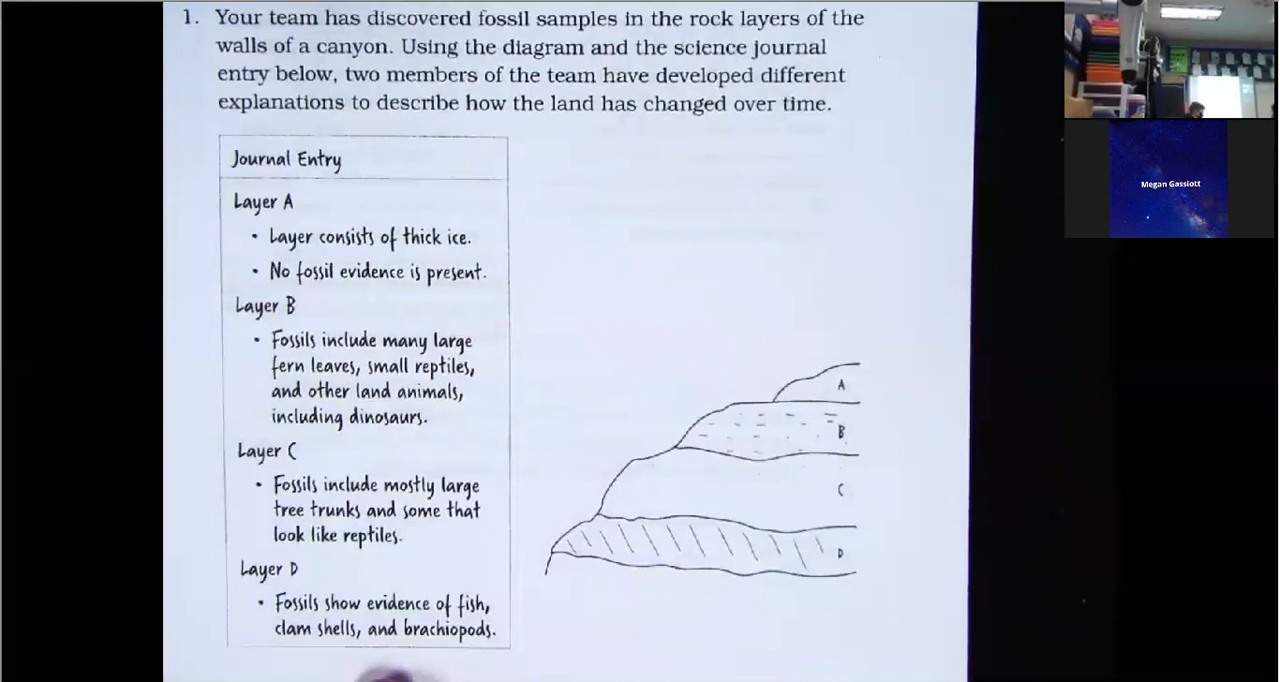 1. Your team has discovered fossil samples in the rock layers of the
walls of a canyon. Using the diagram and the science journal
entry below, two members of the team have developed different
explanations to describe how the land has changed over time.
Journal Entry
Layer A
• Layer consists of thick ice.
• No fossil evidence is present.
Layer B
• Fossils include many large
fern leaves, small reptiles,
and other land animals,
including dinosaurs.
Layer C
• Fossils include mostly large
tree trunks and some that
look like reptiles.
Layer D
• Fossils show evidence of fish,
clam shells, and brachiopods.
A
B
C
D
Megan Gassiott